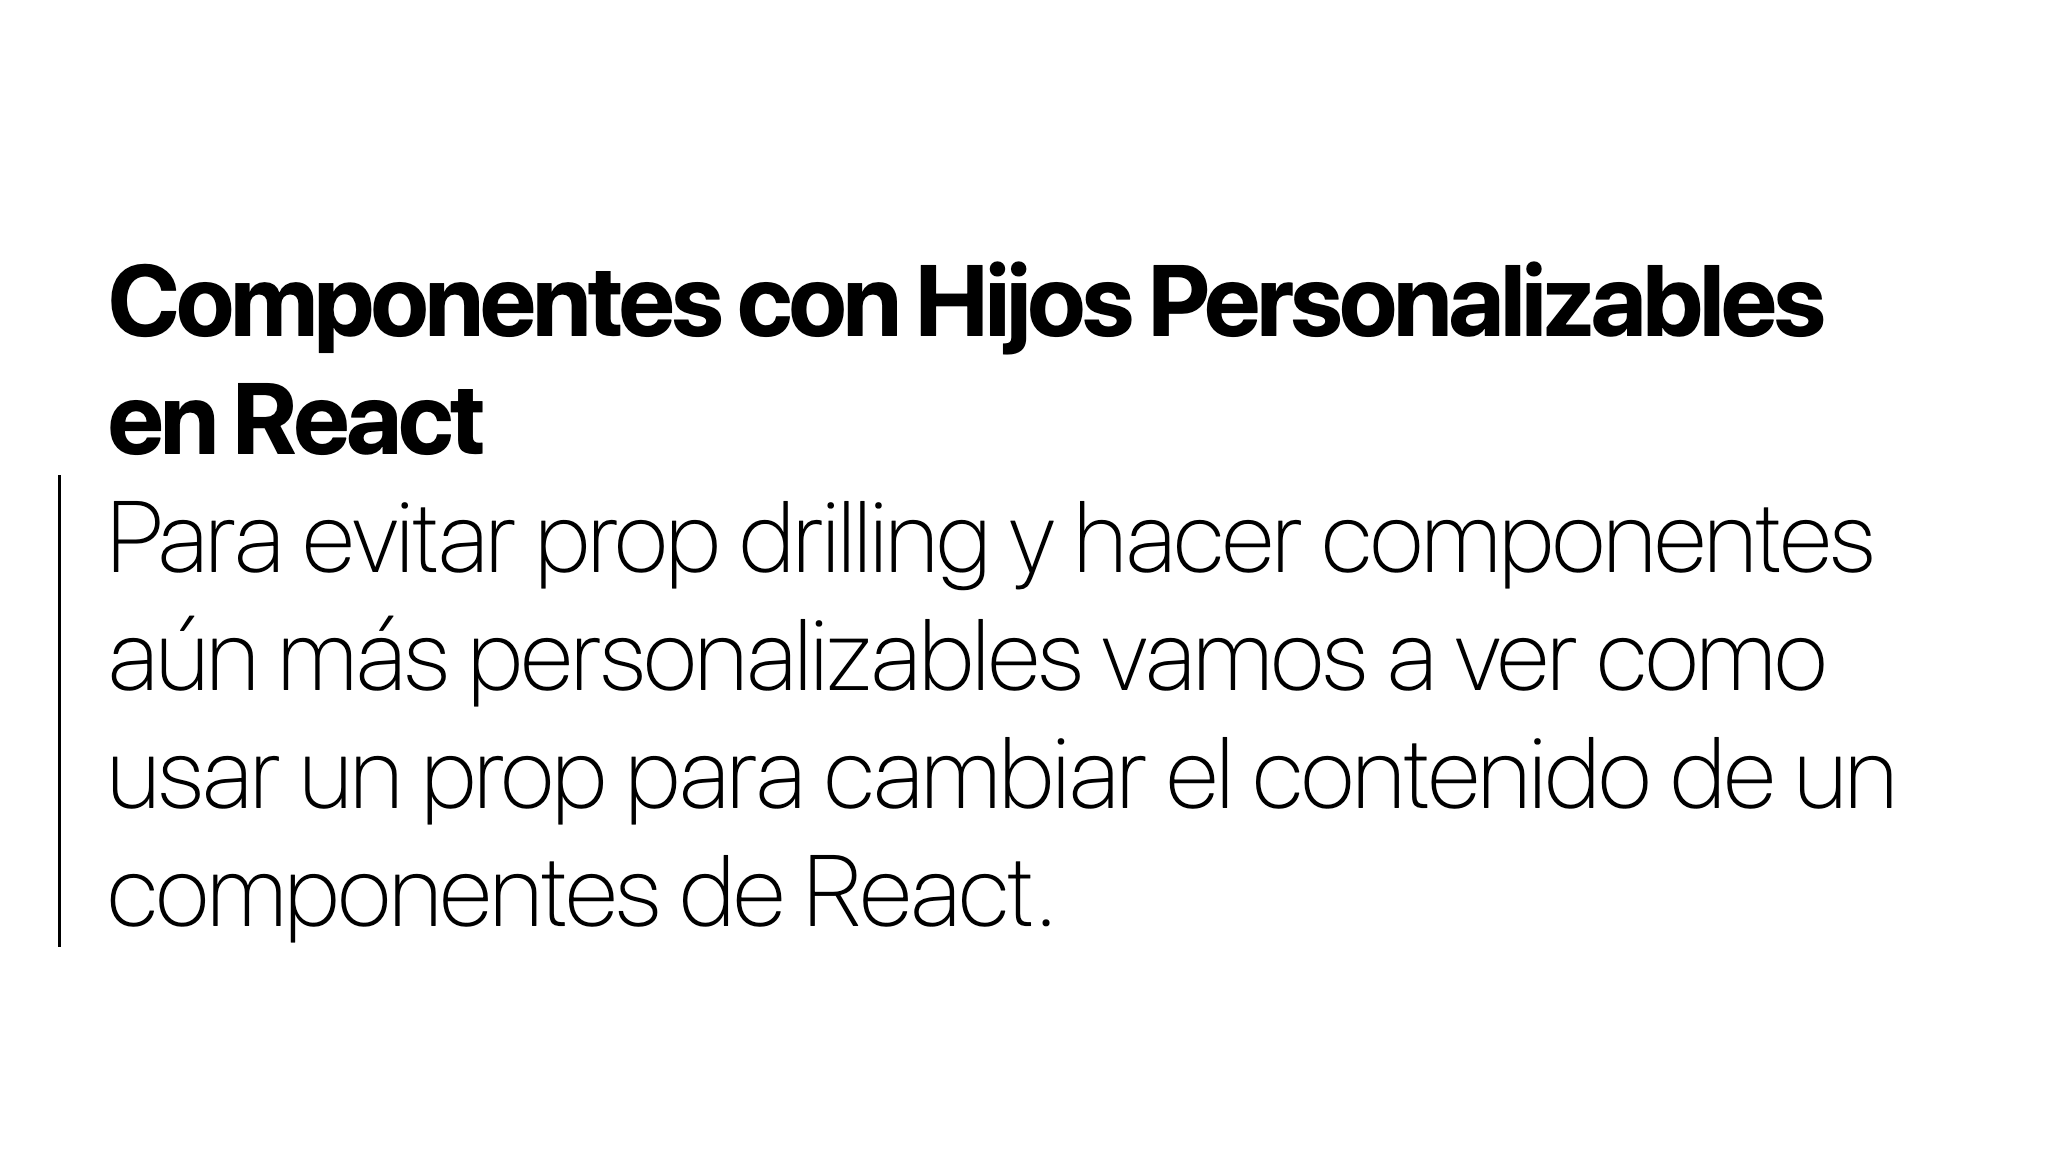 Componentes con Hijos Personalizables
en React
Para evitar prop drilling y hacer componentes
aún más personalizables vamos a ver como
usar un prop para cambiar el contenido de un
componentes de React.